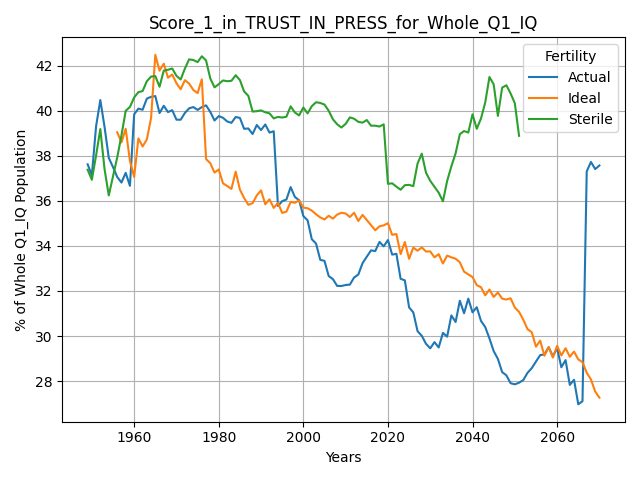 Score_1_in_TRUST_IN_PRESS_for_Whole_Q1_IQ
Fertility
Actual
Ideal
Sterile
% of Whole Q1_IQ Population
42
40
38
36
34
32
30
28
1960
1980
2000
2020
2040
2060
Years